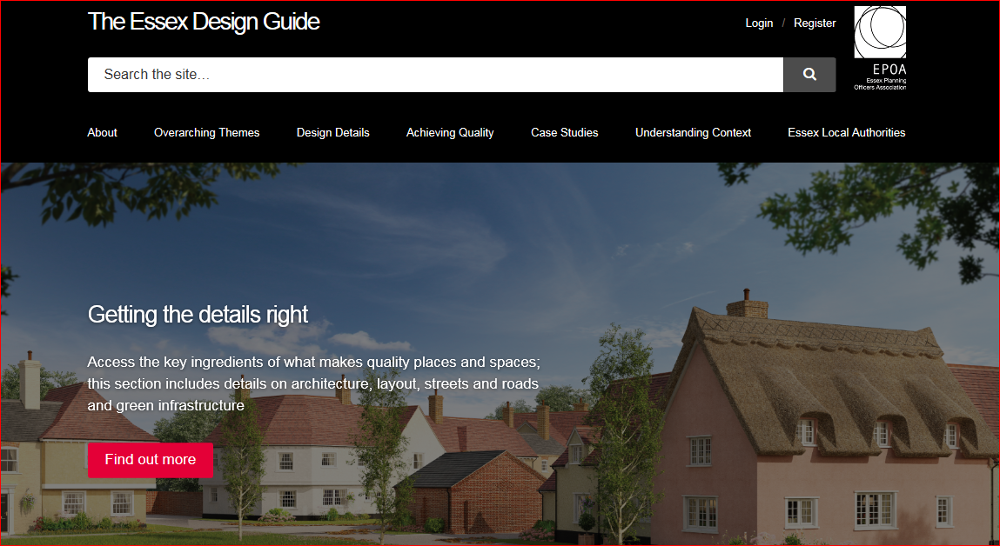 The Essex Design Guide
Login / Register
Search the site...
EPOA
Essex Planning
Officers Association
About Overarching Themes Design Details Achieving Quality Case Studies Understanding Context Essex Local Authorities
Getting the details right
Access the key ingredients of what makes quality places and spaces;
this section includes details on architecture, layout, streets and roads
and green infrastructure
Find out more